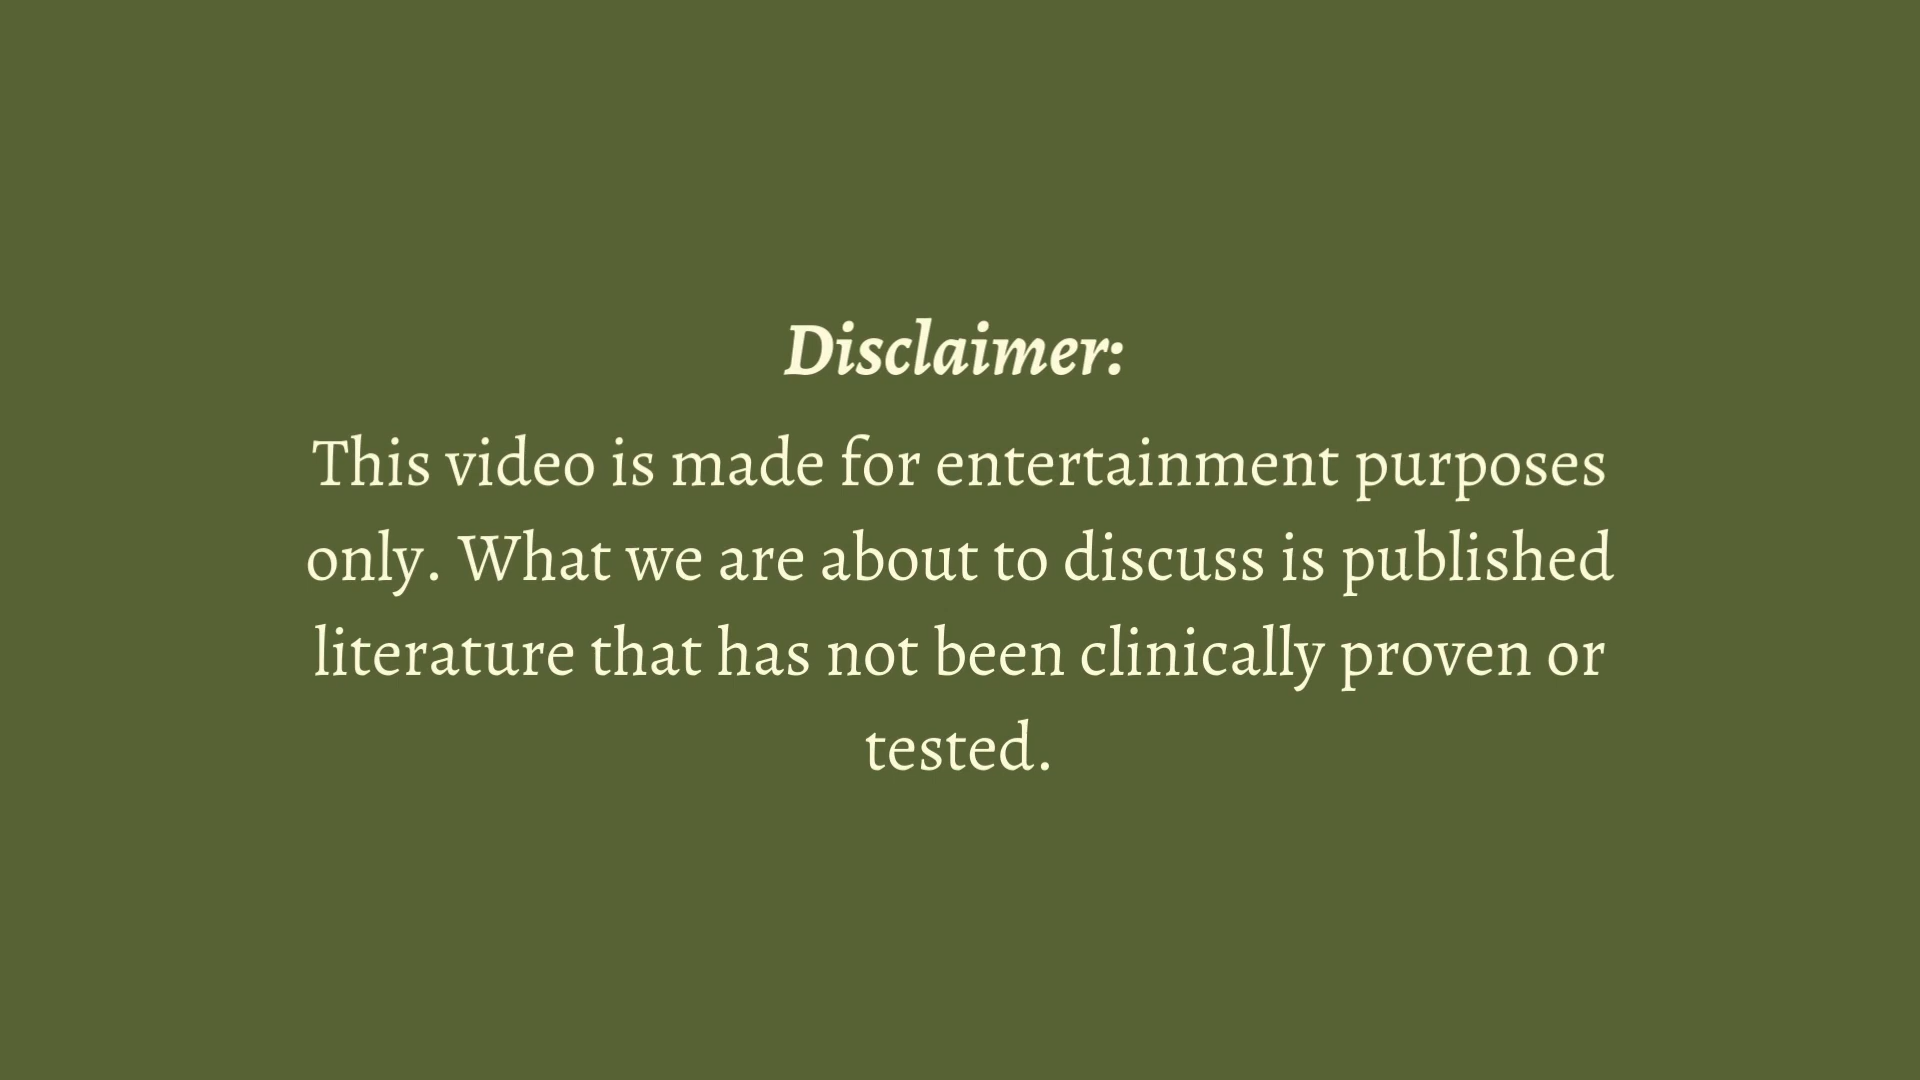 Disclaimer:
This video is made for entertainment purposes
only. What we are about to discuss is published
literature that has not been clinically proven or
tested.